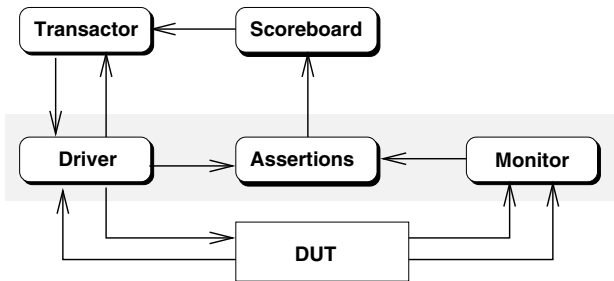 Transactor
Scoreboard
Driver
Assertions
Monitor
DUT